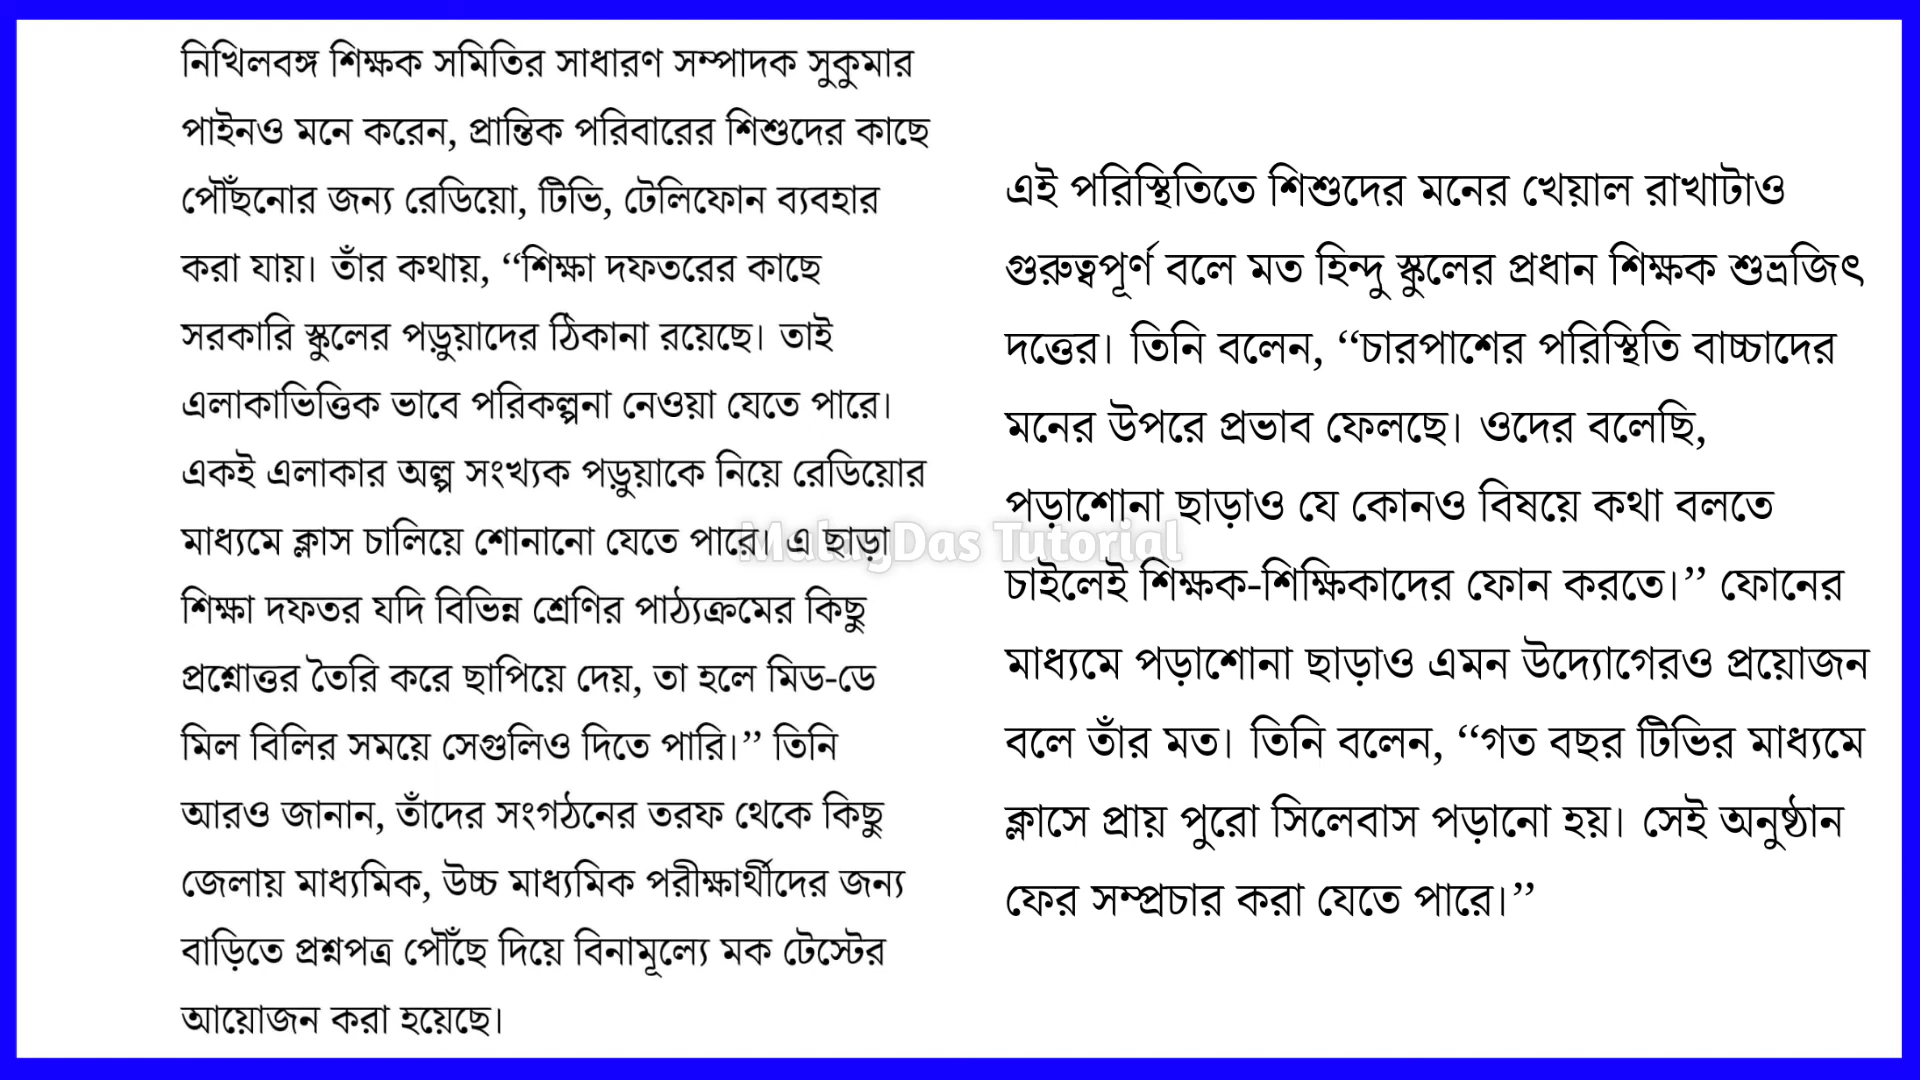 নিখিলবঙ্গ শিক্ষক সমিতির সাধারণ সম্পাদক সুকুমার
পাইনও মনে করেন, প্রান্তিক পরিবারের শিশুদের কাছে
পৌঁছনোর জন্য রেডিয়ো, টিভি, টেলিফোন ব্যবহার
করা যায়। তাঁর কথায়, ‘‘শিক্ষা দফতরের কাছে
সরকারি স্কুলের পড়ুয়াদের ঠিকানা রয়েছে। তাই
এলাকাভিত্তিক ভাবে পরিকল্পনা নেওয়া যেতে পারে।
একই এলাকার অল্প সংখ্যক পড়ুয়াকে নিয়ে রেডিয়োর
মাধ্যমে ক্লাস চালিয়ে শোনানো যেতে পারে। এ ছাড়া
শিক্ষা দফতর যদি বিভিন্ন শ্রেণির পাঠ্যক্রমের কিছু
প্রশ্নোত্তর তৈরি করে ছাপিয়ে দেয়, তা হলে মিড-ডে
মিল বিলির সময়ে সেগুলিও দিতে পারি।’’ তিনি
আরও জানান, তাঁদের সংগঠনের তরফ থেকে কিছু
জেলায় মাধ্যমিক, উচ্চ মাধ্যমিক পরীক্ষার্থীদের জন্য
বাড়িতে প্রশ্নপত্র পৌঁছে দিয়ে বিনামূল্যে মক টেস্টের
আয়োজন করা হয়েছে।
এই পরিস্থিতিতে শিশুদের মনের খেয়াল রাখাটাও
গুরুত্বপূর্ণ বলে মত হিন্দু স্কুলের প্রধান শিক্ষক শুভ্রজিৎ
দত্তের। তিনি বলেন, ‘‘চারপাশের পরিস্থিতি বাচ্চাদের
মনের উপরে প্রভাব ফেলছে। ওদের বলেছি,
পড়াশোনা ছাড়াও যে কোনও বিষয়ে কথা বলতে
চাইলেই শিক্ষক-শিক্ষিকাদের ফোন করতে।’’ ফোনের
মাধ্যমে পড়াশোনা ছাড়াও এমন উদ্যোগেরও প্রয়োজন
বলে তাঁর মত। তিনি বলেন, ‘‘গত বছর টিভির মাধ্যমে
ক্লাসে প্রায় পুরো সিলেবাস পড়ানো হয়। সেই অনুষ্ঠান
ফের সম্প্রচার করা যেতে পারে।’’
MalayDas Tutorial